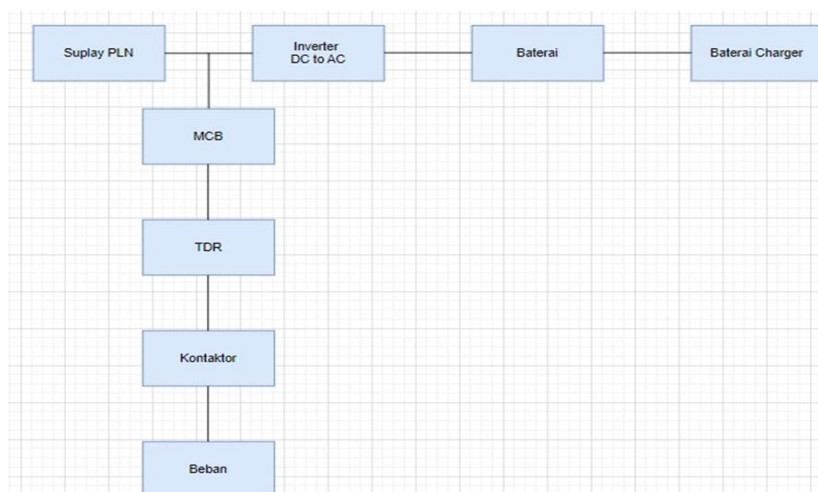 Suplay PLN
Inverter
DC to AC
Baterai
Baterai Charger
MCB
TDR
Kontaktor
Beban